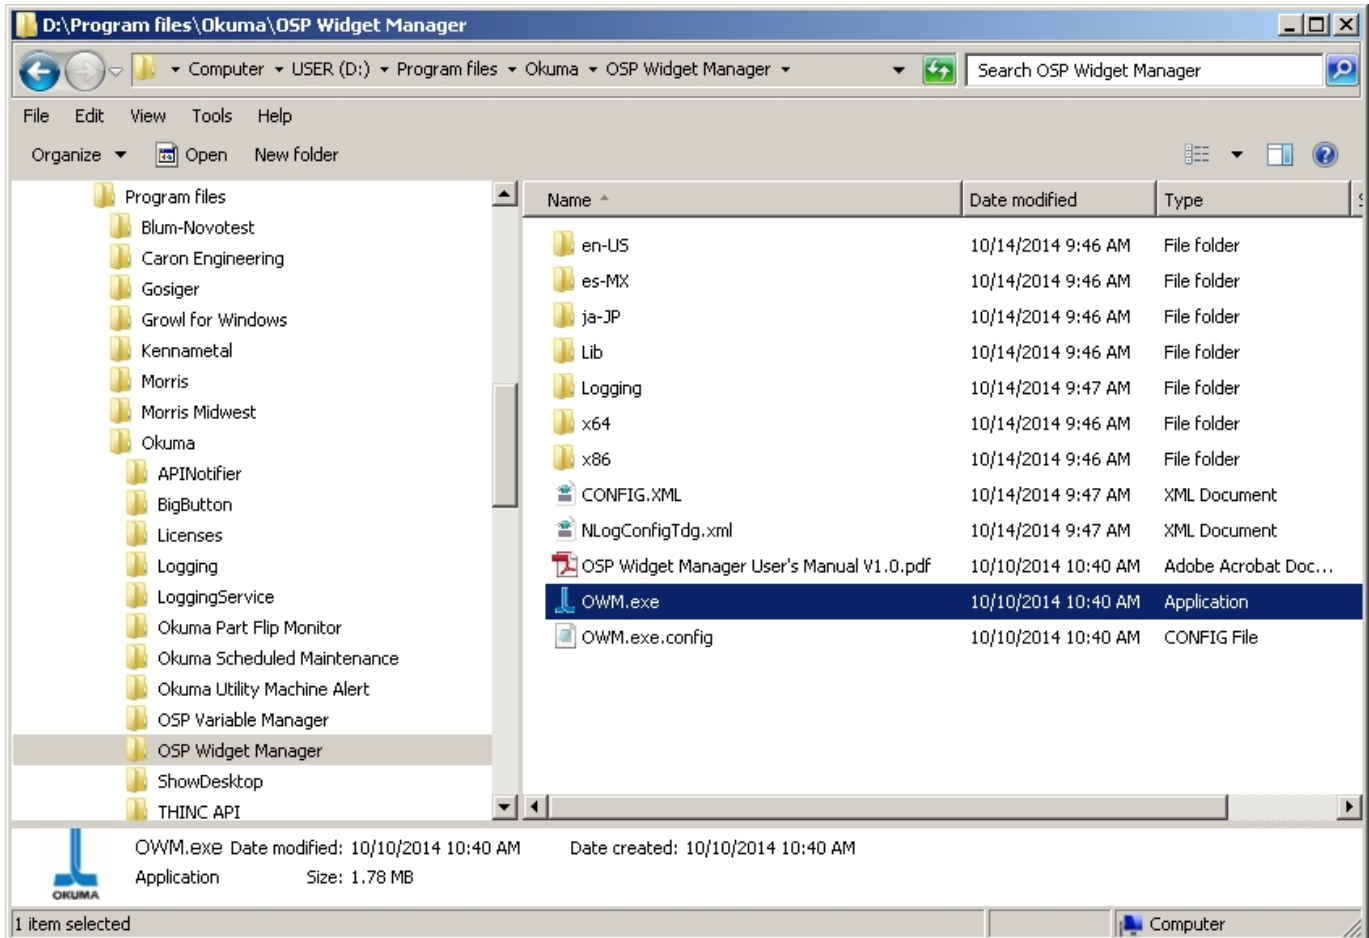 D:\Program files\Okuma\OSP Widget Manager
Computer USER (D:) Program files Okuma OSP Widget Manager
Search OSP Widget Manager
File Edit View Tools Help
Organize Open New folder
Program files
Blum-Novotest
Caron Engineering
Gosiger
Growl for Windows
Kennametal
Morris
Morris Midwest
Okuma
APINotifier
BigButton
Licenses
Logging
LoggingService
Okuma Part Flip Monitor
Okuma Scheduled Maintenance
Okuma Utility Machine Alert
OSP Variable Manager
OSP Widget Manager
ShowDesktop
THINC API
Name Date modified Type
en-US 10/14/2014 9:46 AM File folder
es-MX 10/14/2014 9:46 AM File folder
ja-JP 10/14/2014 9:46 AM File folder
Lib 10/14/2014 9:46 AM File folder
Logging 10/14/2014 9:47 AM File folder
x64 10/14/2014 9:46 AM File folder
x86 10/14/2014 9:46 AM File folder
CONFIG.XML 10/14/2014 9:47 AM XML Document
NLogConfigTdg.xml 10/14/2014 9:47 AM XML Document
OSP Widget Manager User's Manual V1.0.pdf 10/10/2014 10:40 AM Adobe Acrobat Doc...
OWM.exe 10/10/2014 10:40 AM Application
OWM.exe.config 10/10/2014 10:40 AM CONFIG File
OWM.exe Date modified: 10/10/2014 10:40 AM Date created: 10/10/2014 10:40 AM
Application Size: 1.78 MB
OKUMA
1 item selected Computer